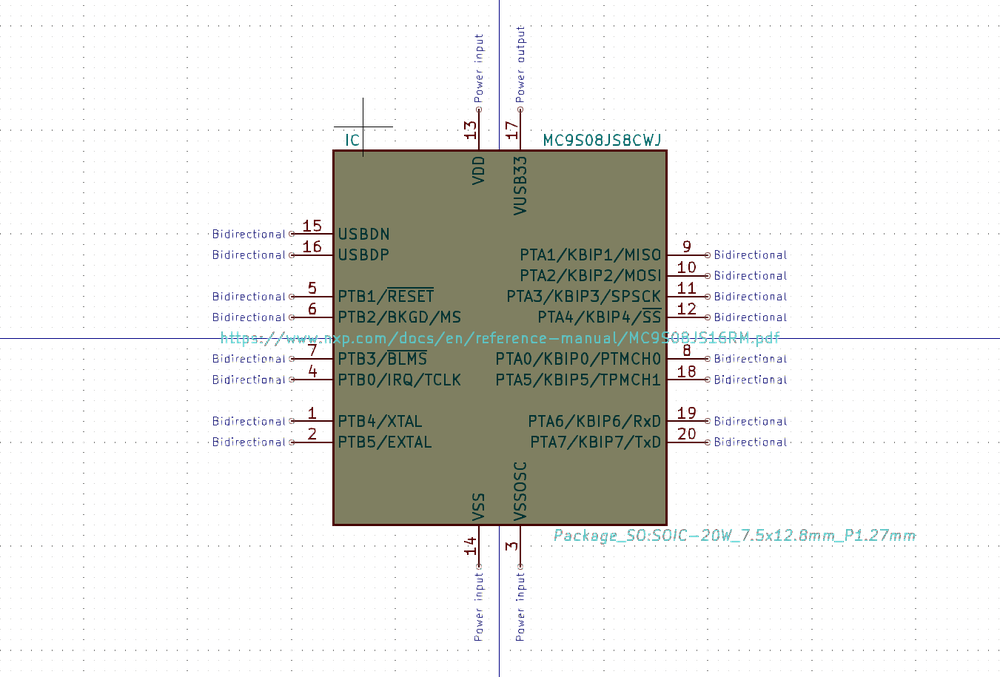 Power input
Power output
13
17
IC
MC9S08JS8CWJ
VDD
VUSB33
Bidirectional 15 USBDN
Bidirectional 16 USBDP
PTA1/KBIP1/MISO 9 Bidirectional
PTA2/KBIP2/MOSI 10 Bidirectional
Bidirectional 5 PTB1/RESET
PTA3/KBIP3/SPSCK 11 Bidirectional
Bidirectional 6 PTB2/BKGD/MS
PTA4/KBIP4/SS 12 Bidirectional
https://www.nxp.com/docs/en/reference-manual/MC9S08JS16RM.pdf
Bidirectional 7 PTB3/BLMS
PTA0/KBIP0/PTMCH0 8 Bidirectional
Bidirectional 4 PTB0/IRQ/TCLK
PTA5/KBIP5/TPMCH1 18 Bidirectional
Bidirectional 1 PTB4/XTAL
PTA6/KBIP6/RxD 19 Bidirectional
Bidirectional 2 PTB5/EXTAL
PTA7/KBIP7/TxD 20 Bidirectional
VSS
VSSOSC
Package_SO:SOIC-20W_7.5x12.8mm_P1.27mm
14
3
Power input
Power input